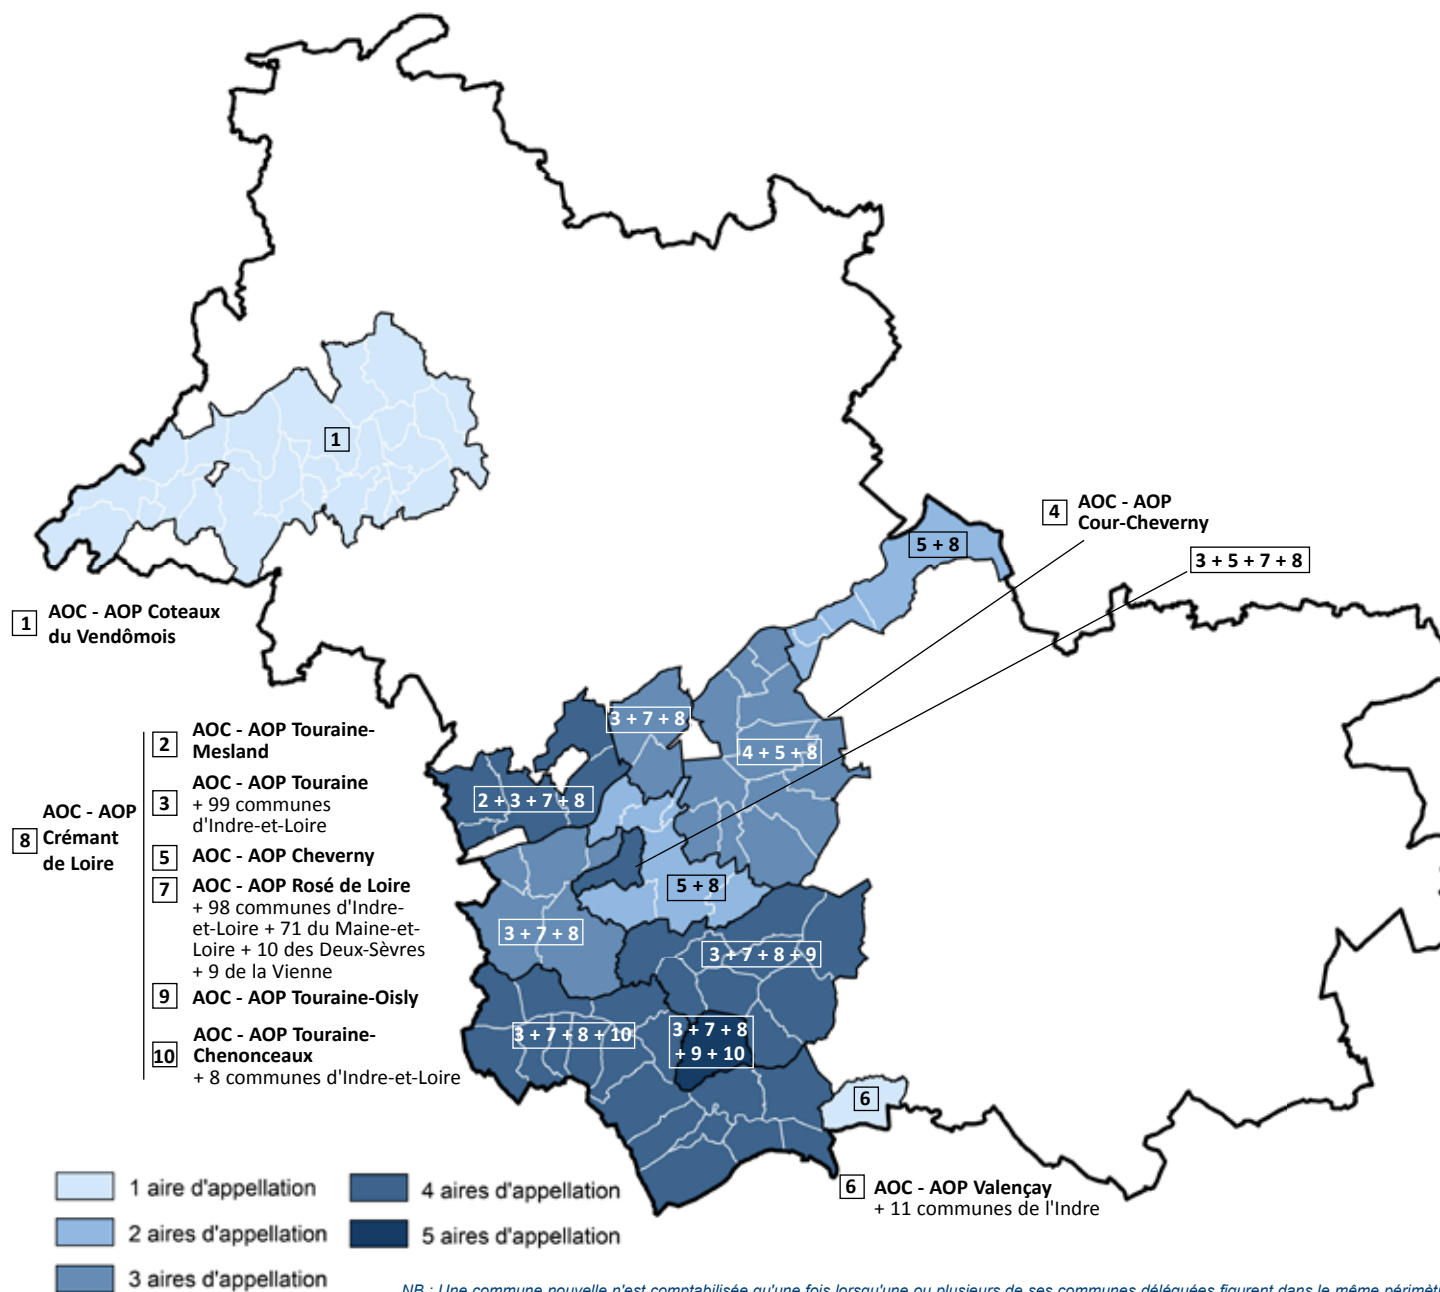 1
5 + 8
4 AOC - AOP
Cour-Cheverny
3 + 5 + 7 + 8
1 AOC - AOP Coteaux
du Vendômois
3 + 7 + 8
4 + 5 + 8
2 + 3 + 7 + 8
5 + 8
3 + 7 + 8
3 + 7 + 8 + 9
3 + 7 + 8 + 10
3 + 7 + 8
+ 9 + 10
6
8 AOC - AOP
Crémant
de Loire
2 AOC - AOP Touraine-
Mesland
3 AOC - AOP Touraine
+ 99 communes
d'Indre-et-Loire
5 AOC - AOP Cheverny
7 AOC - AOP Rosé de Loire
+ 98 communes d'Indre-
et-Loire + 71 du Maine-et-
Loire + 10 des Deux-Sèvres
+ 9 de la Vienne
9 AOC - AOP Touraine-Oisly
10 AOC - AOP Touraine-
Chenonceaux
+ 8 communes d'Indre-et-Loire
6 AOC - AOP Valençay
+ 11 communes de l'Indre
1 aire d'appellation
2 aires d'appellation
3 aires d'appellation
4 aires d'appellation
5 aires d'appellation
NB : Une commune nouvelle n'est comptabilisée qu'une fois lorsqu'une ou plusieurs de ses communes déléguées figurent dans le même